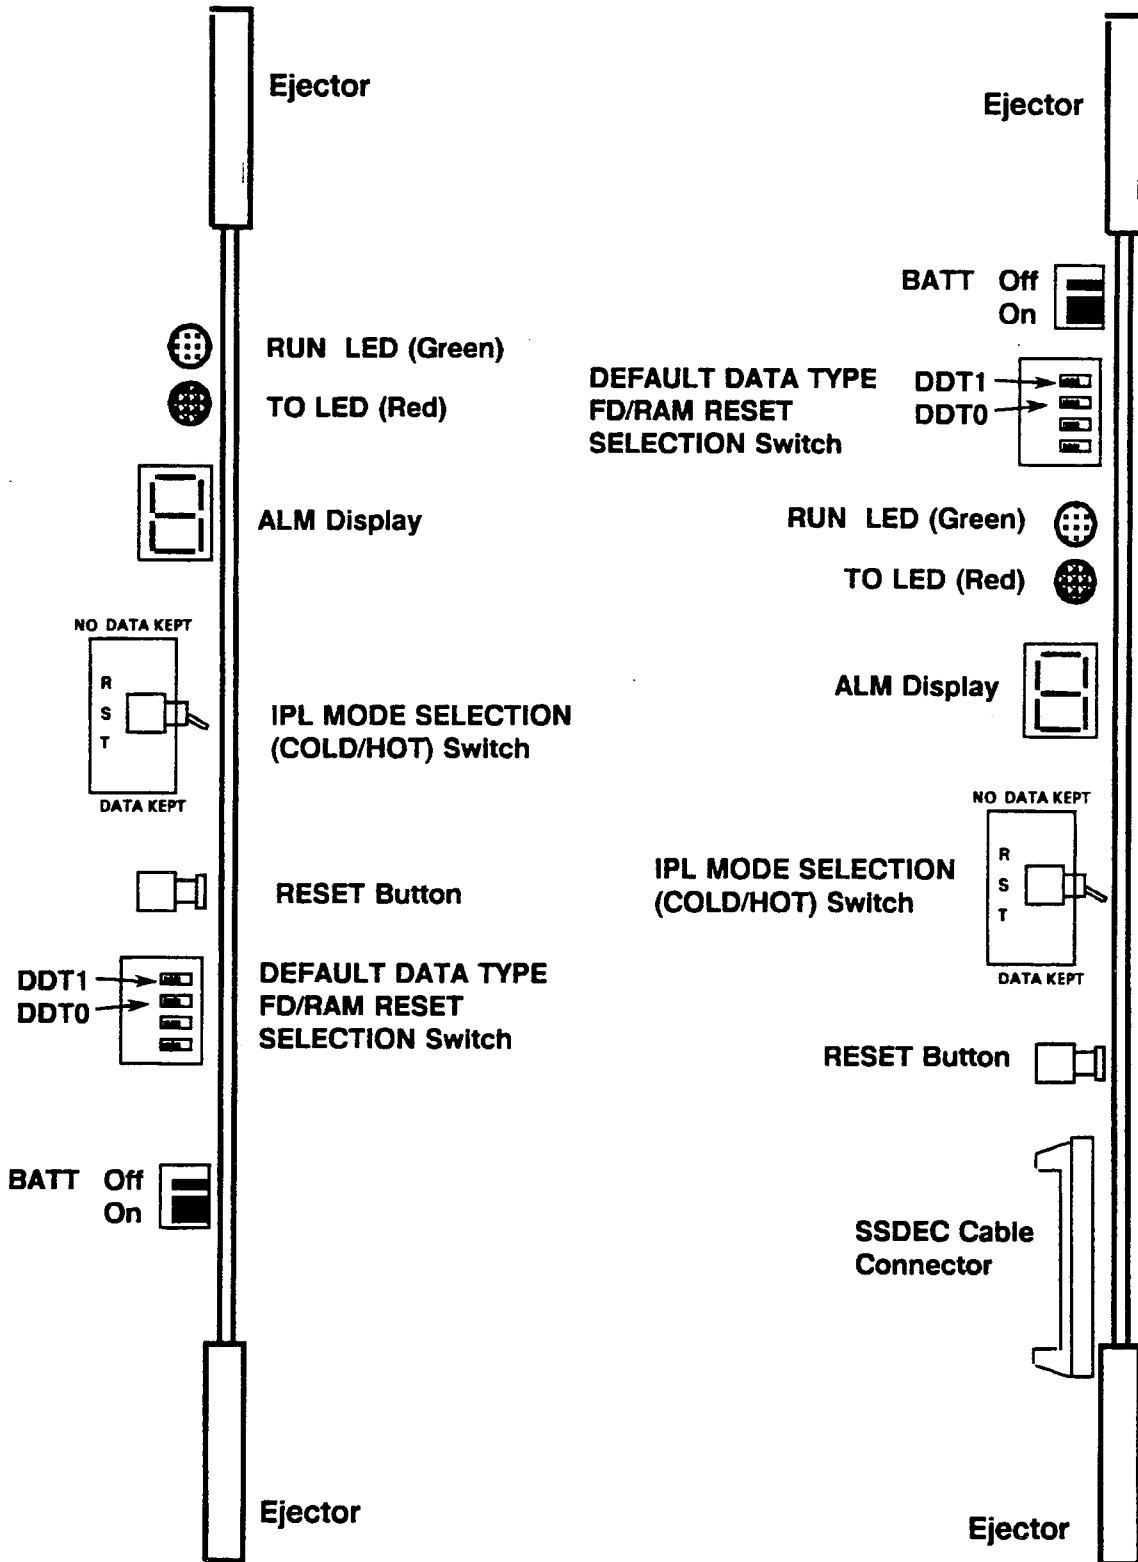 Ejector
RUN LED (Green)
TO LED (Red)
ALM Display
NO DATA KEPT
R
S
T
DATA KEPT
IPL MODE SELECTION
(COLD/HOT) Switch
RESET Button
DDT1
DDT0
DEFAULT DATA TYPE
FD/RAM RESET
SELECTION Switch
BATT Off
On
Ejector
Ejector
BATT Off
On
DEFAULT DATA TYPE
FD/RAM RESET
SELECTION Switch
DDT1
DDT0
RUN LED (Green)
TO LED (Red)
ALM Display
NO DATA KEPT
R
S
T
DATA KEPT
IPL MODE SELECTION
(COLD/HOT) Switch
RESET Button
SSDEC Cable
Connector
Ejector